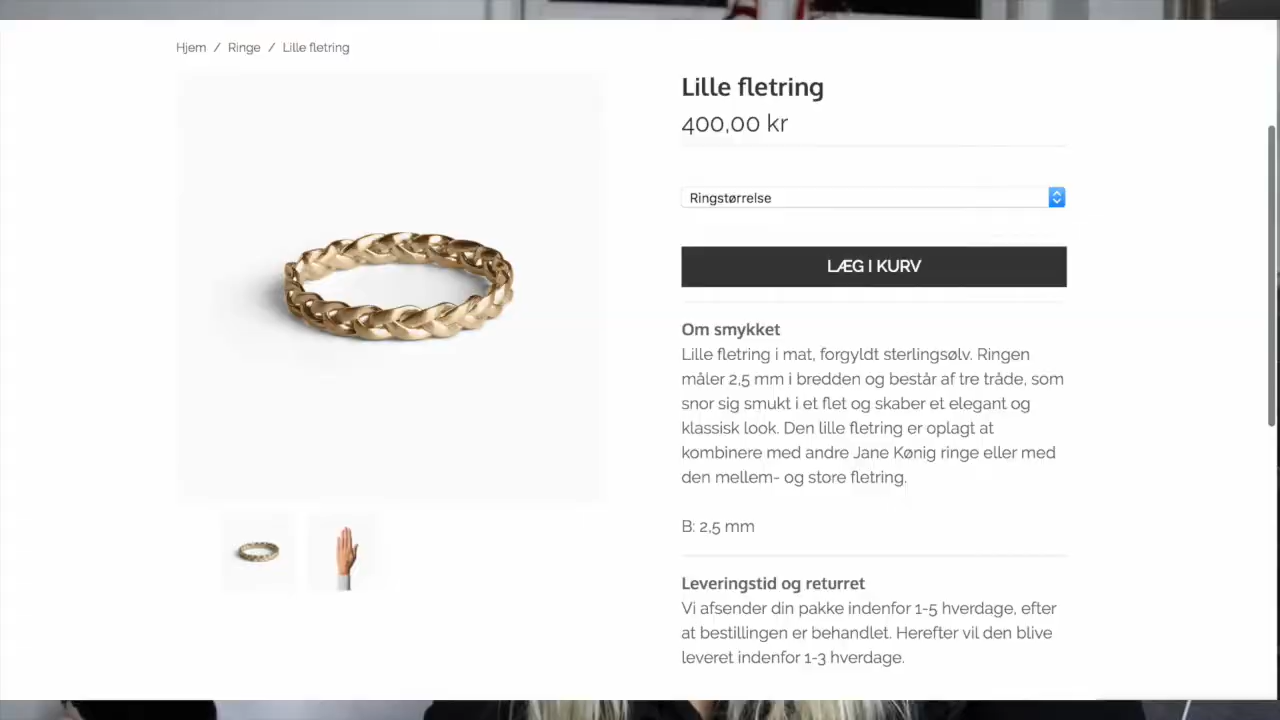 Hjem / Ringe / Lille fletring
Lille fletring
400,00 kr
Ringstørrelse
LÆG I KURV
Om smykket
Lille fletring i mat, forgyldt sterlingsølv. Ringen
måler 2,5 mm i bredden og består af tre tråde, som
snor sig smukt i et flet og skaber et elegant og
klassisk look. Den lille fletring er oplagt at
kombinere med andre Jane Kønig ringe eller med
den mellem- og store fletring.
B: 2,5 mm
Leveringstid og returret
Vi afsender din pakke indenfor 1-5 hverdage, efter
at bestillingen er behandlet. Herefter vil den blive
leveret indenfor 1-3 hverdage.